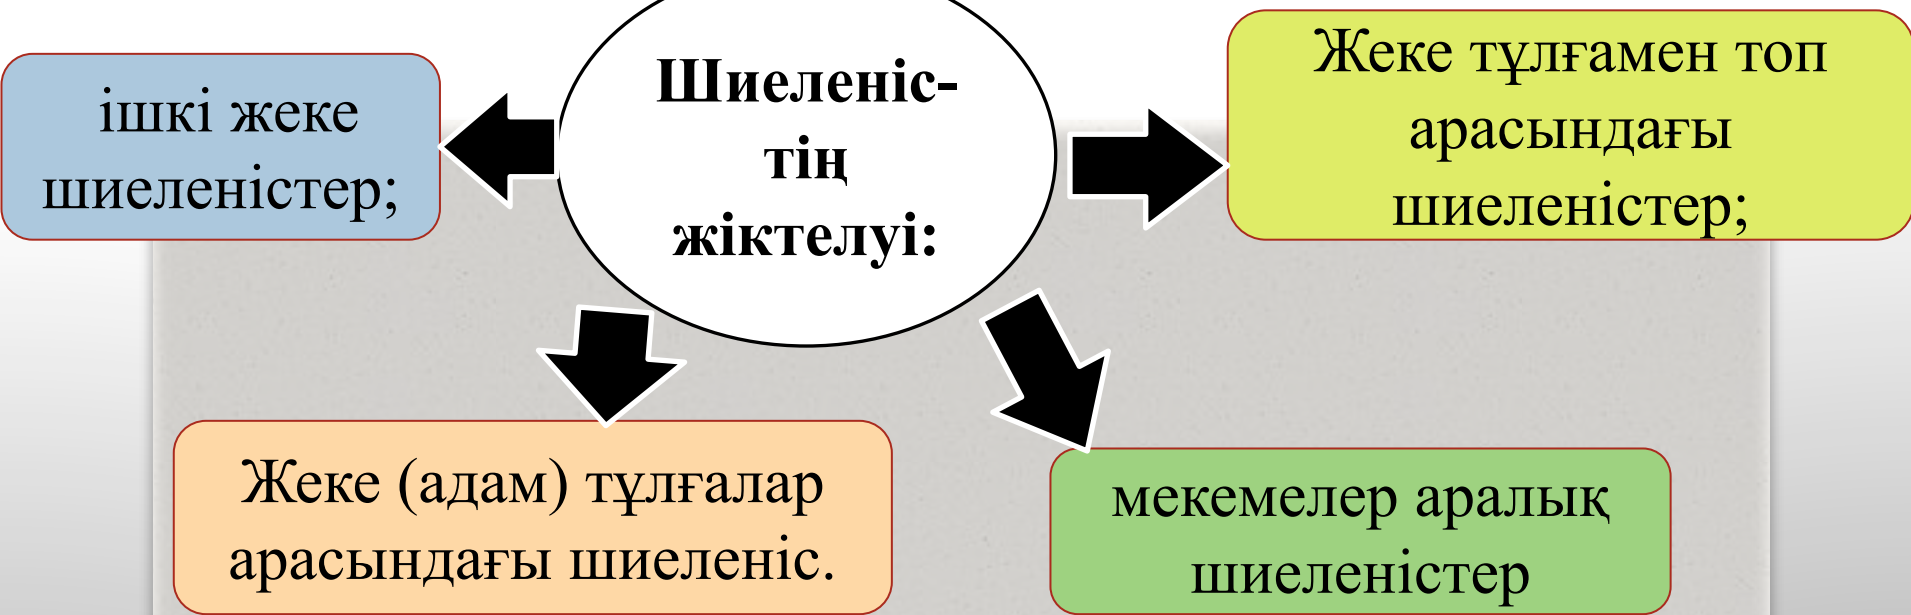 Шиеленіс-
тің
жіктелуі:
ішкі жеке
шиеленістер;
Жеке тұлғамен топ
арасындағы
шиеленістер;
Жеке (адам) тұлғалар
арасындағы шиеленіс.
мекемелер аралық
шиеленістер